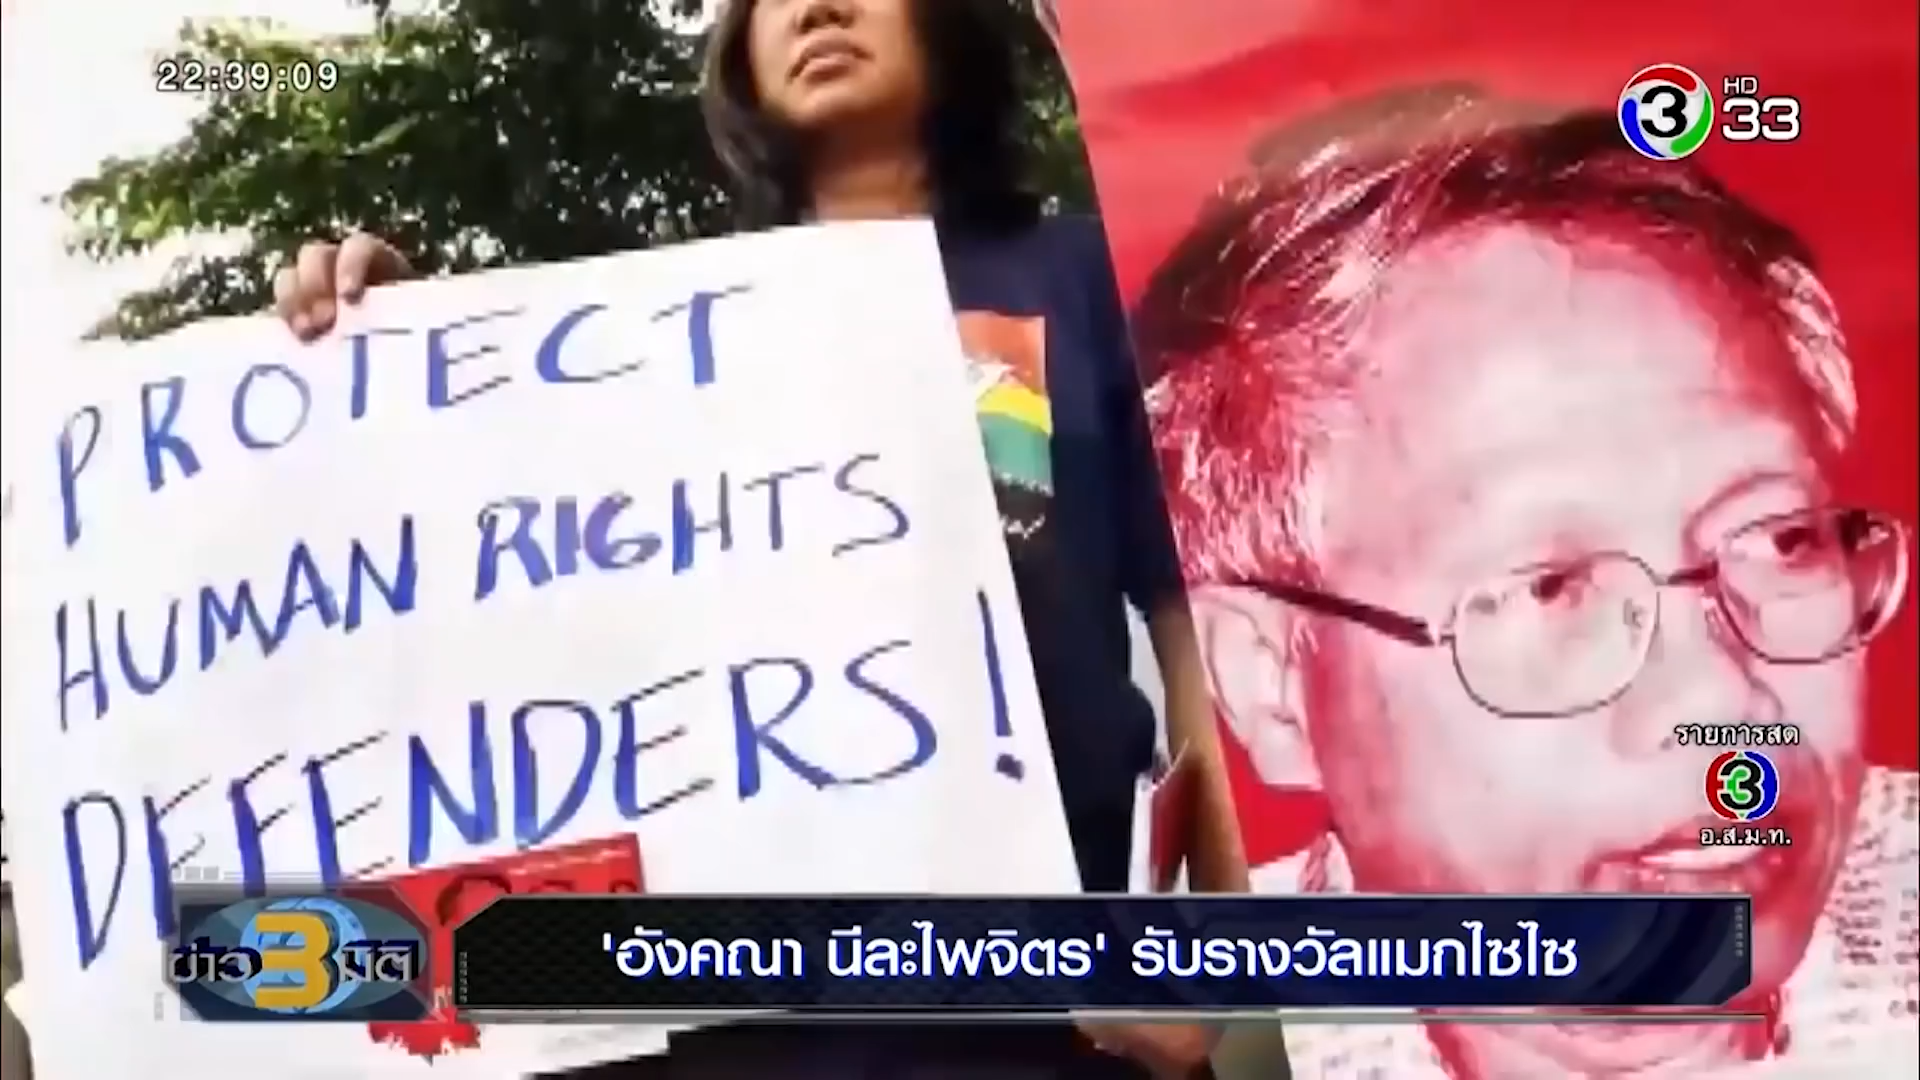 22:39:09
HD
3 33
PROTECT
HUMAN RIGHTS
DEFENDERS!
รายการสด
3
อ.ส.ม.ท.
ข่าว 3 มิติ
'อังคณา นีละไพจิตร' รับรางวัลแมกไซไซ